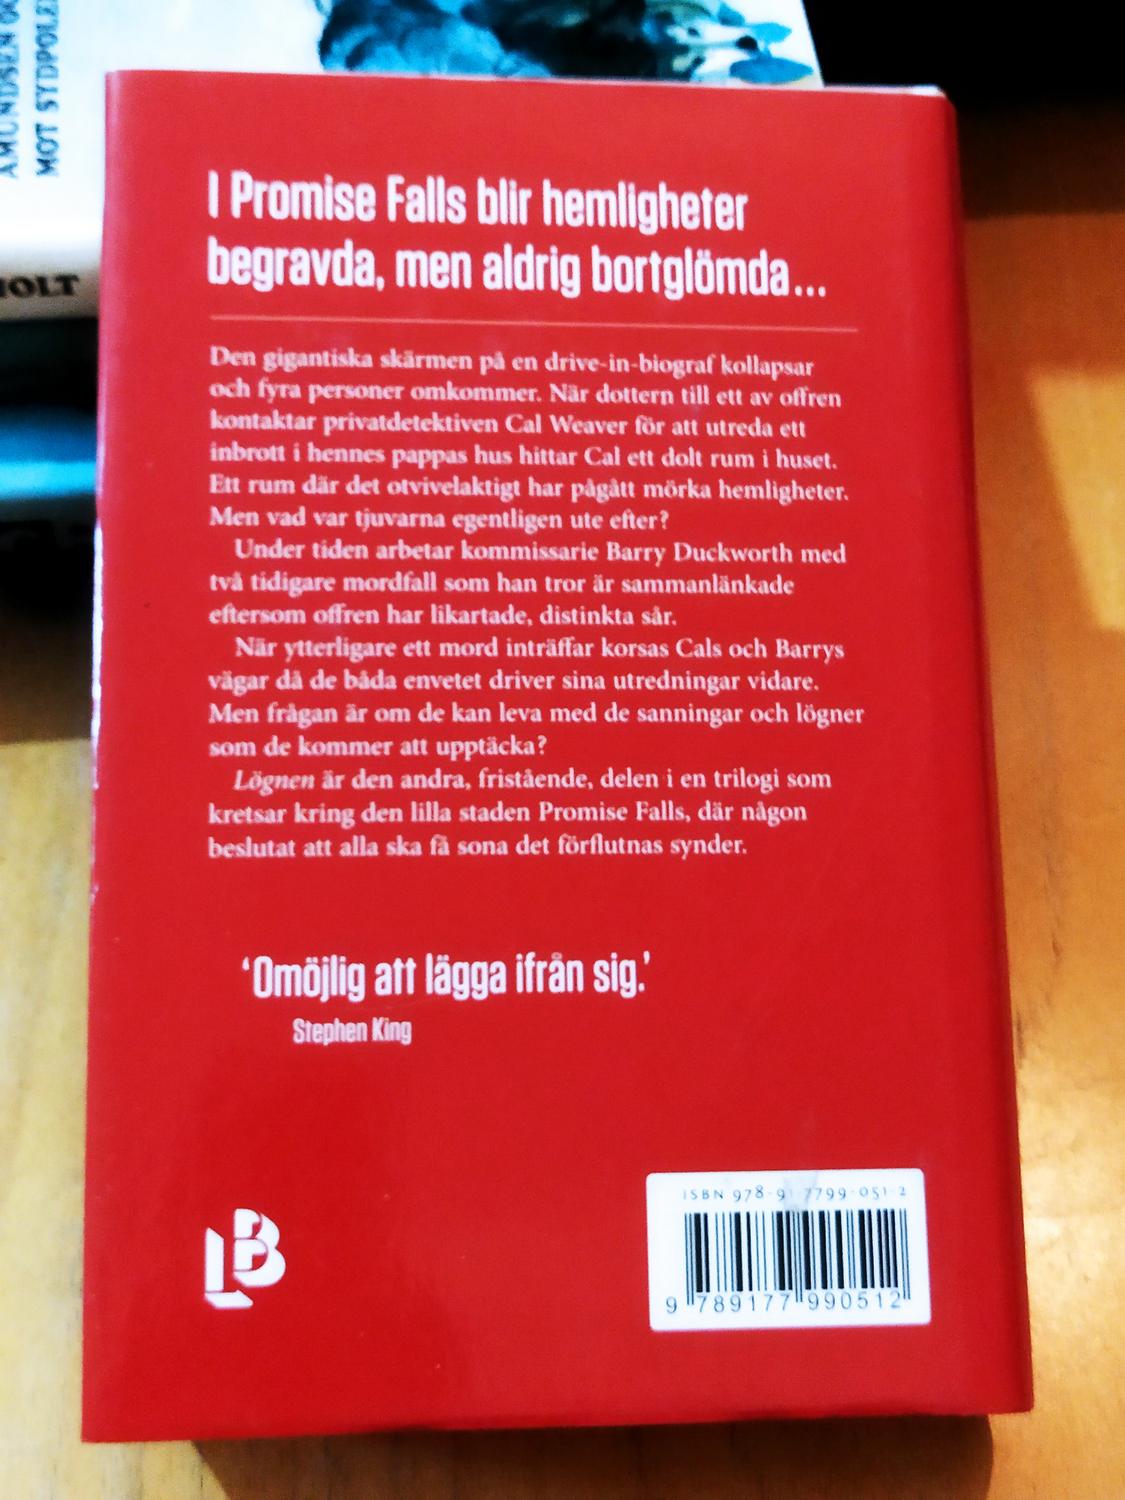 AMUNDSEN
MOT SYDPOLEN
HOLT
I Promise Falls blir hemligheter
begravda, men aldrig bortglömda...
Den gigantiska skärmen på en drive-in-biograf kollapsar
och fyra personer omkommer. När dottern till ett av offren
kontaktar privatdetektiven Cal Weaver för att utreda ett
inbrott i hennes pappas hus hittar Cal ett dolt rum i huset.
Ett rum där det otvivelaktigt har pågått mörka hemligheter.
Men vad var tjuvarna egentligen ute efter?
Under tiden arbetar kommissarie Barry Duckworth med
två tidigare mordfall som han tror är sammanlänkade
eftersom offren har likartade, distinkta sår.
När ytterligare ett mord inträffar korsas Cals och Barrys
vägar då de båda envetet driver sina utredningar vidare.
Men frågan är om de kan leva med de sanningar och lögner
som de kommer att upptäcka?
Lögnen är den andra, fristående, delen i en trilogi som
kretsar kring den lilla staden Promise Falls, där någon
beslutat att alla ska få sona det förflutnas synder.
'Omöjlig att lägga ifrån sig.'
Stephen King
LB
ISBN 978-91-7799-051-2
9 789177 990512